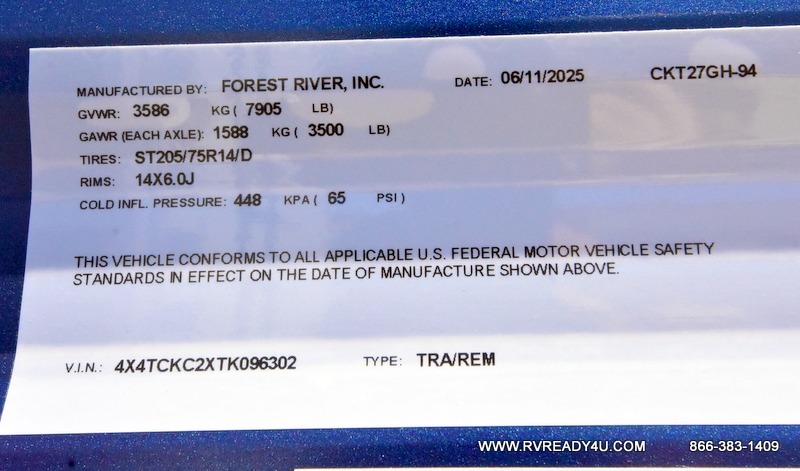 MANUFACTURED BY: FOREST RIVER, INC. DATE: 06/11/2025 CKT27GH-94
GVWR: 3586 KG ( 7905 LB)
GAWR (EACH AXLE): 1588 KG ( 3500 LB)
TIRES: ST205/75R14/D
RIMS: 14X6.0J
COLD INFL. PRESSURE: 448 KPA ( 65 PSI )
THIS VEHICLE CONFORMS TO ALL APPLICABLE U.S. FEDERAL MOTOR VEHICLE SAFETY
STANDARDS IN EFFECT ON THE DATE OF MANUFACTURE SHOWN ABOVE.
V.I.N.: 4X4TCKC2XTK096302 TYPE: TRA/REM
WWW.RVREADY4U.COM 866-383-1409